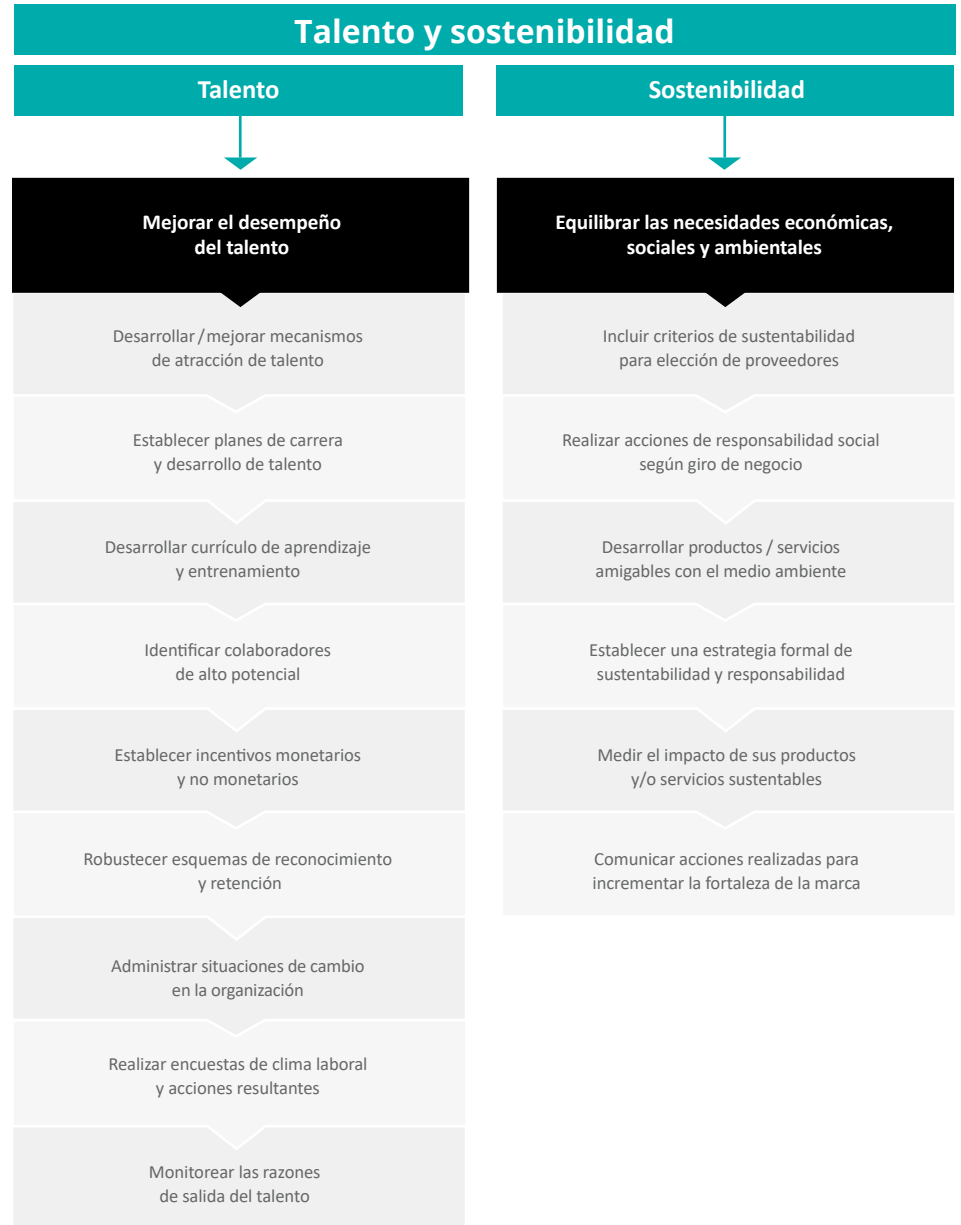 Talento y sostenibilidad
Talento
Mejorar el desempeño
del talento
Desarrollar/mejorar mecanismos
de atracción de talento
Establecer planes de carrera
y desarrollo de talento
Desarrollar currículo de aprendizaje
y entrenamiento
Identificar colaboradores
de alto potencial
Establecer incentivos monetarios
y no monetarios
Robustecer esquemas de reconocimiento
y retención
Administrar situaciones de cambio
en la organización
Realizar encuestas de clima laboral
y acciones resultantes
Monitorear las razones
de salida del talento
Sostenibilidad
Equilibrar las necesidades económicas,
sociales y ambientales
Incluir criterios de sustentabilidad
para elección de proveedores
Realizar acciones de responsabilidad social
según giro de negocio
Desarrollar productos / servicios
amigables con el medio ambiente
Establecer una estrategia formal de
sustentabilidad y responsabilidad
Medir el impacto de sus productos
y/o servicios sustentables
Comunicar acciones realizadas para
incrementar la fortaleza de la marca